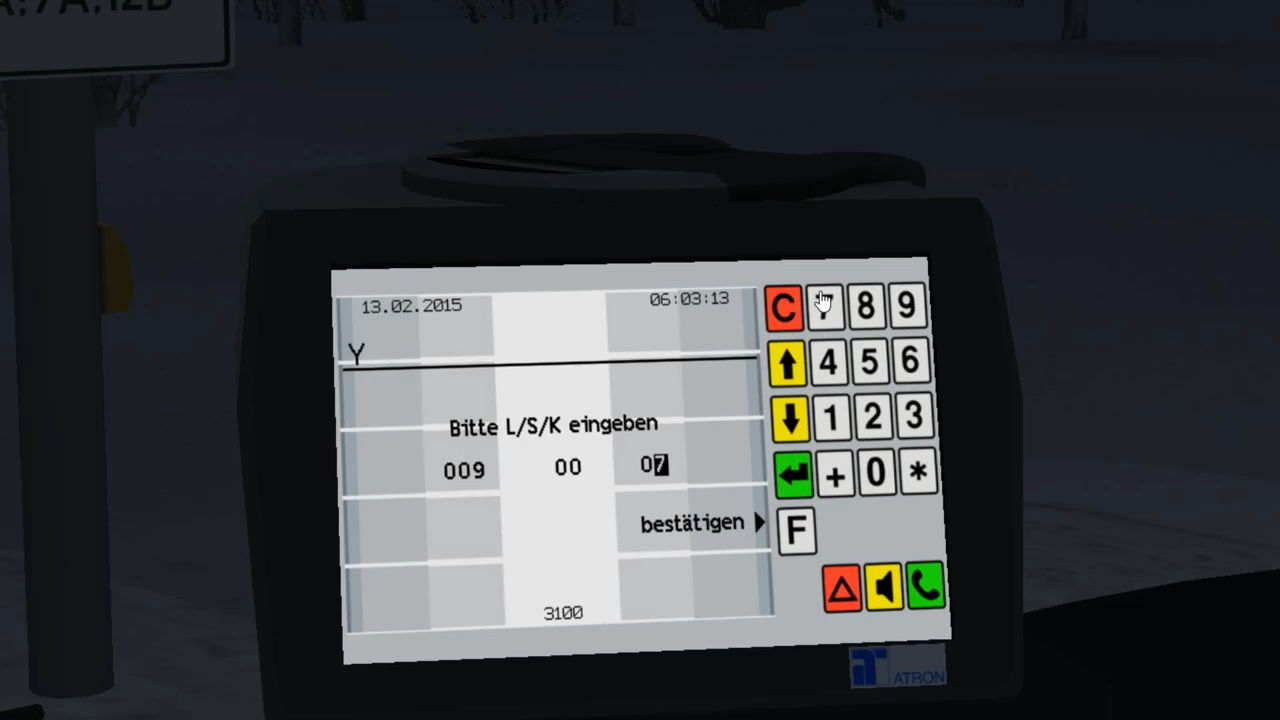 13.02.2015 06:03:13
Y
Bitte L/S/K eingeben
009 00 07
bestätigen
3100
C 7 8 9
4 5 6
1 2 3
+ 0 *
F
ATRON